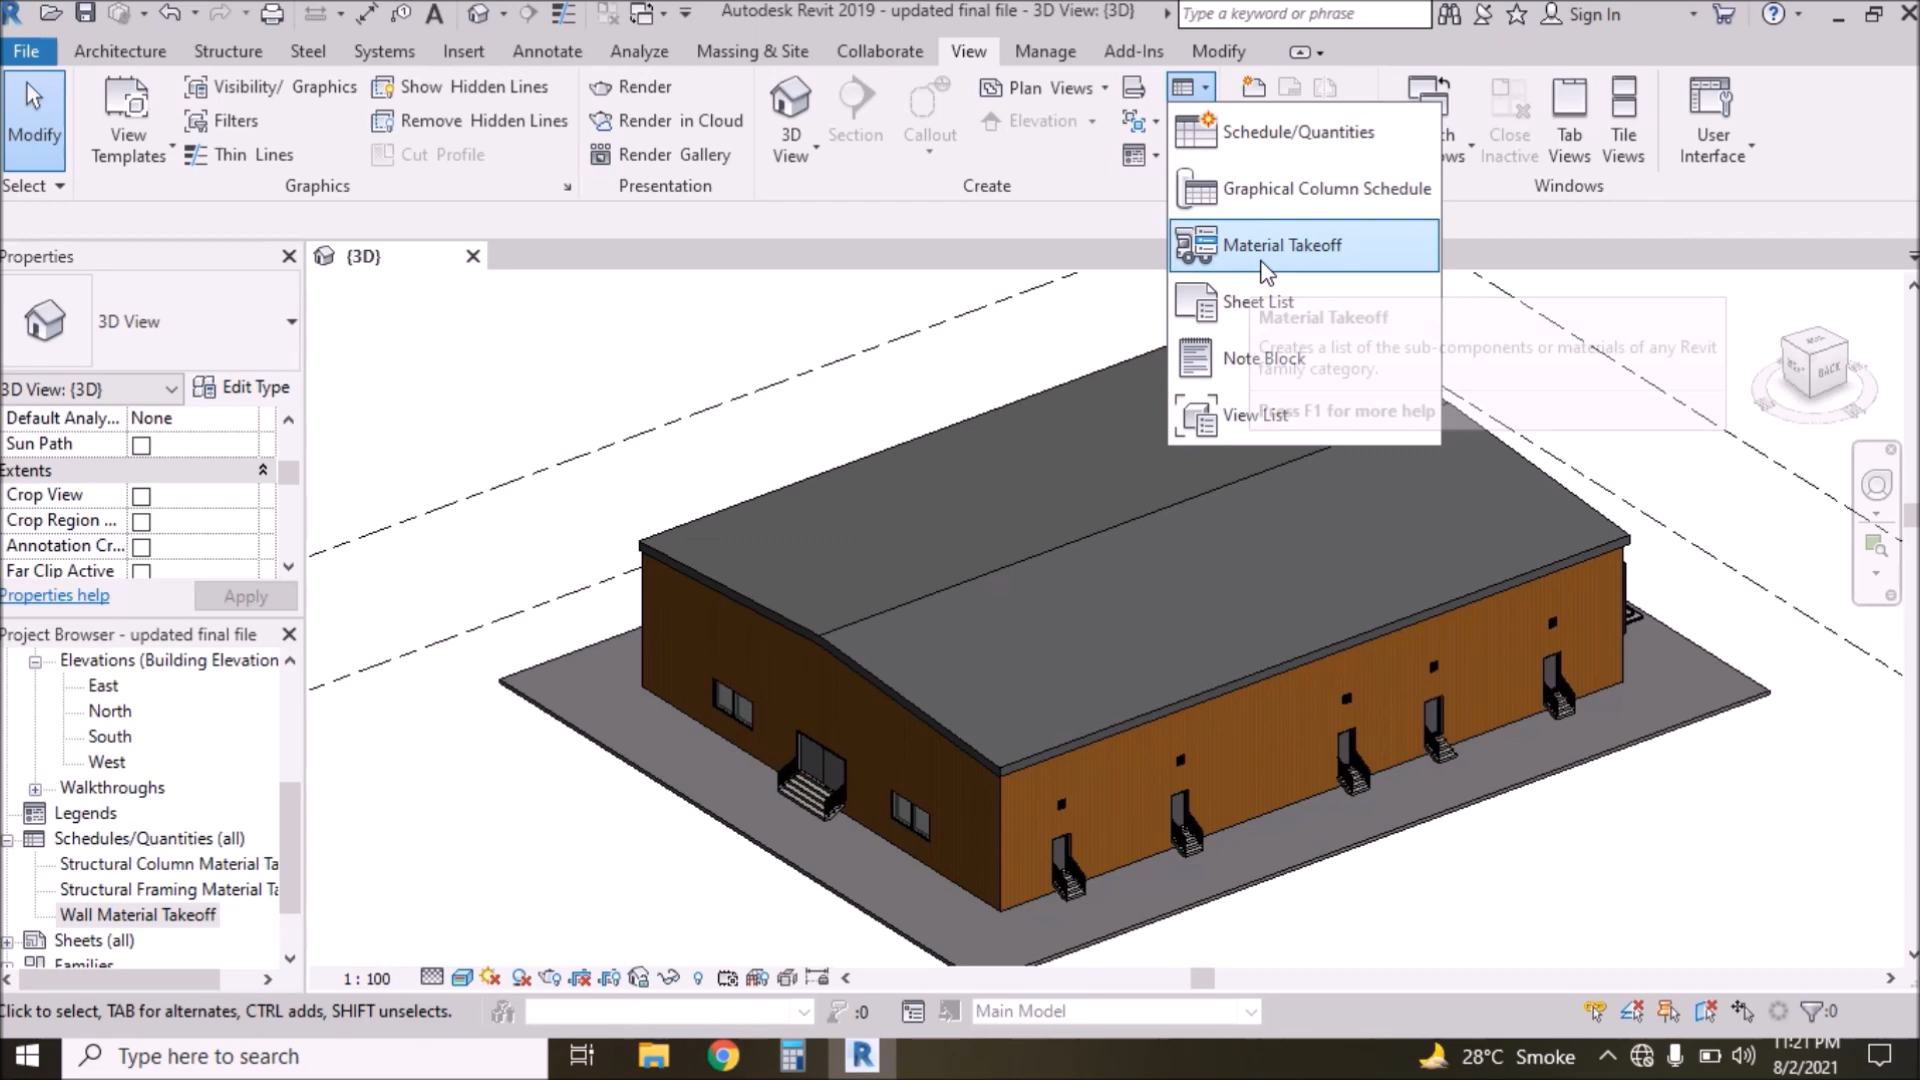 Autodesk Revit 2019 - updated final file - 3D View: {3D}
Type a keyword or phrase
Sign In
File Architecture Structure Steel Systems Insert Annotate Analyze Massing & Site Collaborate View Manage Add-Ins Modify
Modify
Select
View Templates
Visibility/ Graphics
Filters
Thin Lines
Show Hidden Lines
Remove Hidden Lines
Cut Profile
Graphics
Render
Render in Cloud
Render Gallery
Presentation
3D View
Section
Callout
Plan Views
Elevation
Create
Schedule/Quantities
Graphical Column Schedule
Material Takeoff
Sheet List
Note Block
View List
Material Takeoff
Creates a list of the sub-components or materials of any Revit
family category.
Press F1 for more help
Close Inactive
Tab Views
Tile Views
Windows
User Interface
Properties
{3D}
3D View
3D View: {3D}
Edit Type
Default Analy... None
Sun Path
Extents
Crop View
Crop Region ...
Annotation Cr...
Far Clip Active
Properties help
Apply
Project Browser - updated final file
Elevations (Building Elevation
East
North
South
West
Walkthroughs
Legends
Schedules/Quantities (all)
Structural Column Material Ta
Structural Framing Material Ta
Wall Material Takeoff
Sheets (all)
Families
BACK
1 : 100
Click to select, TAB for alternates, CTRL adds, SHIFT unselects.
:0
Main Model
:0
Type here to search
28°C Smoke
11:21 PM
8/2/2021